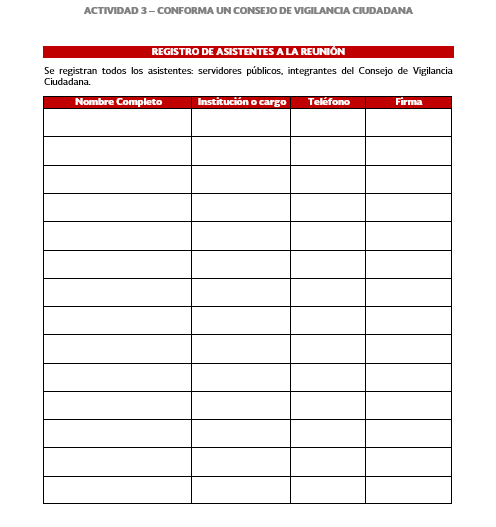 ACTIVIDAD 3 – CONFORMA UN CONSEJO DE VIGILANCIA CIUDADANA
REGISTRO DE ASISTENTES A LA REUNIÓN
Se registran todos los asistentes: servidores públicos, integrantes del Consejo de Vigilancia
Ciudadana.
Nombre Completo Institución o cargo Teléfono Firma